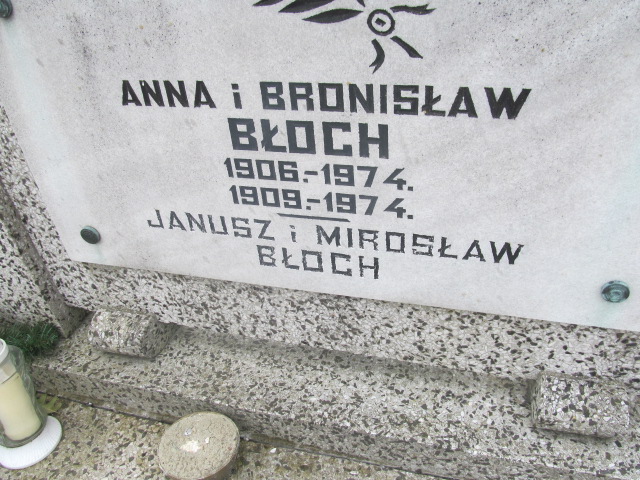 ANNA i BRONISŁAW
BŁOCH
1906.-1974.
1909.-1974.
JANUSZ i MIROSŁAW
BŁOCH